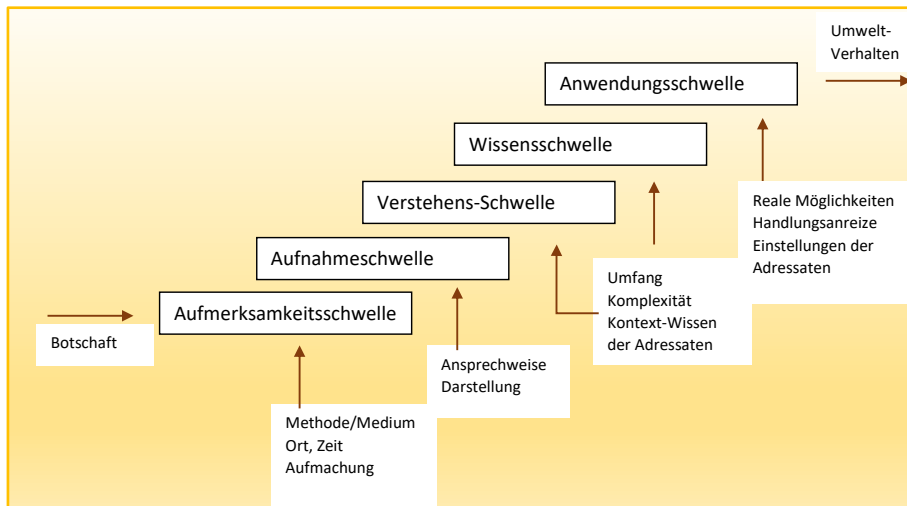 Umwelt-
Verhalten
Anwendungsschwelle
Wissensschwelle
Verstehens-Schwelle
Aufnahmeschwelle
Aufmerksamkeitsschwelle
Botschaft
Reale Möglichkeiten
Handlungsanreize
Einstellungen der
Adressaten
Umfang
Komplexität
Kontext-Wissen
der Adressaten
Ansprechweise
Darstellung
Methode/Medium
Ort, Zeit
Aufmachung